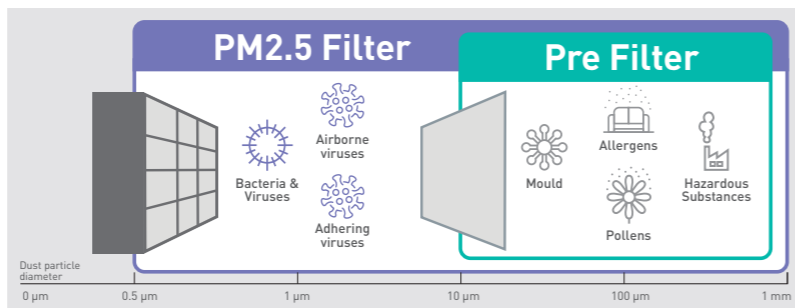 PM2.5 Filter
Pre Filter
Bacteria &
Viruses
Airborne
viruses
Adhering
viruses
Mould
Allergens
Pollens
Hazardous
Substances
Dust particle
diameter
0 µm
0.5 µm
1 µm
10 µm
100 µm
1 mm